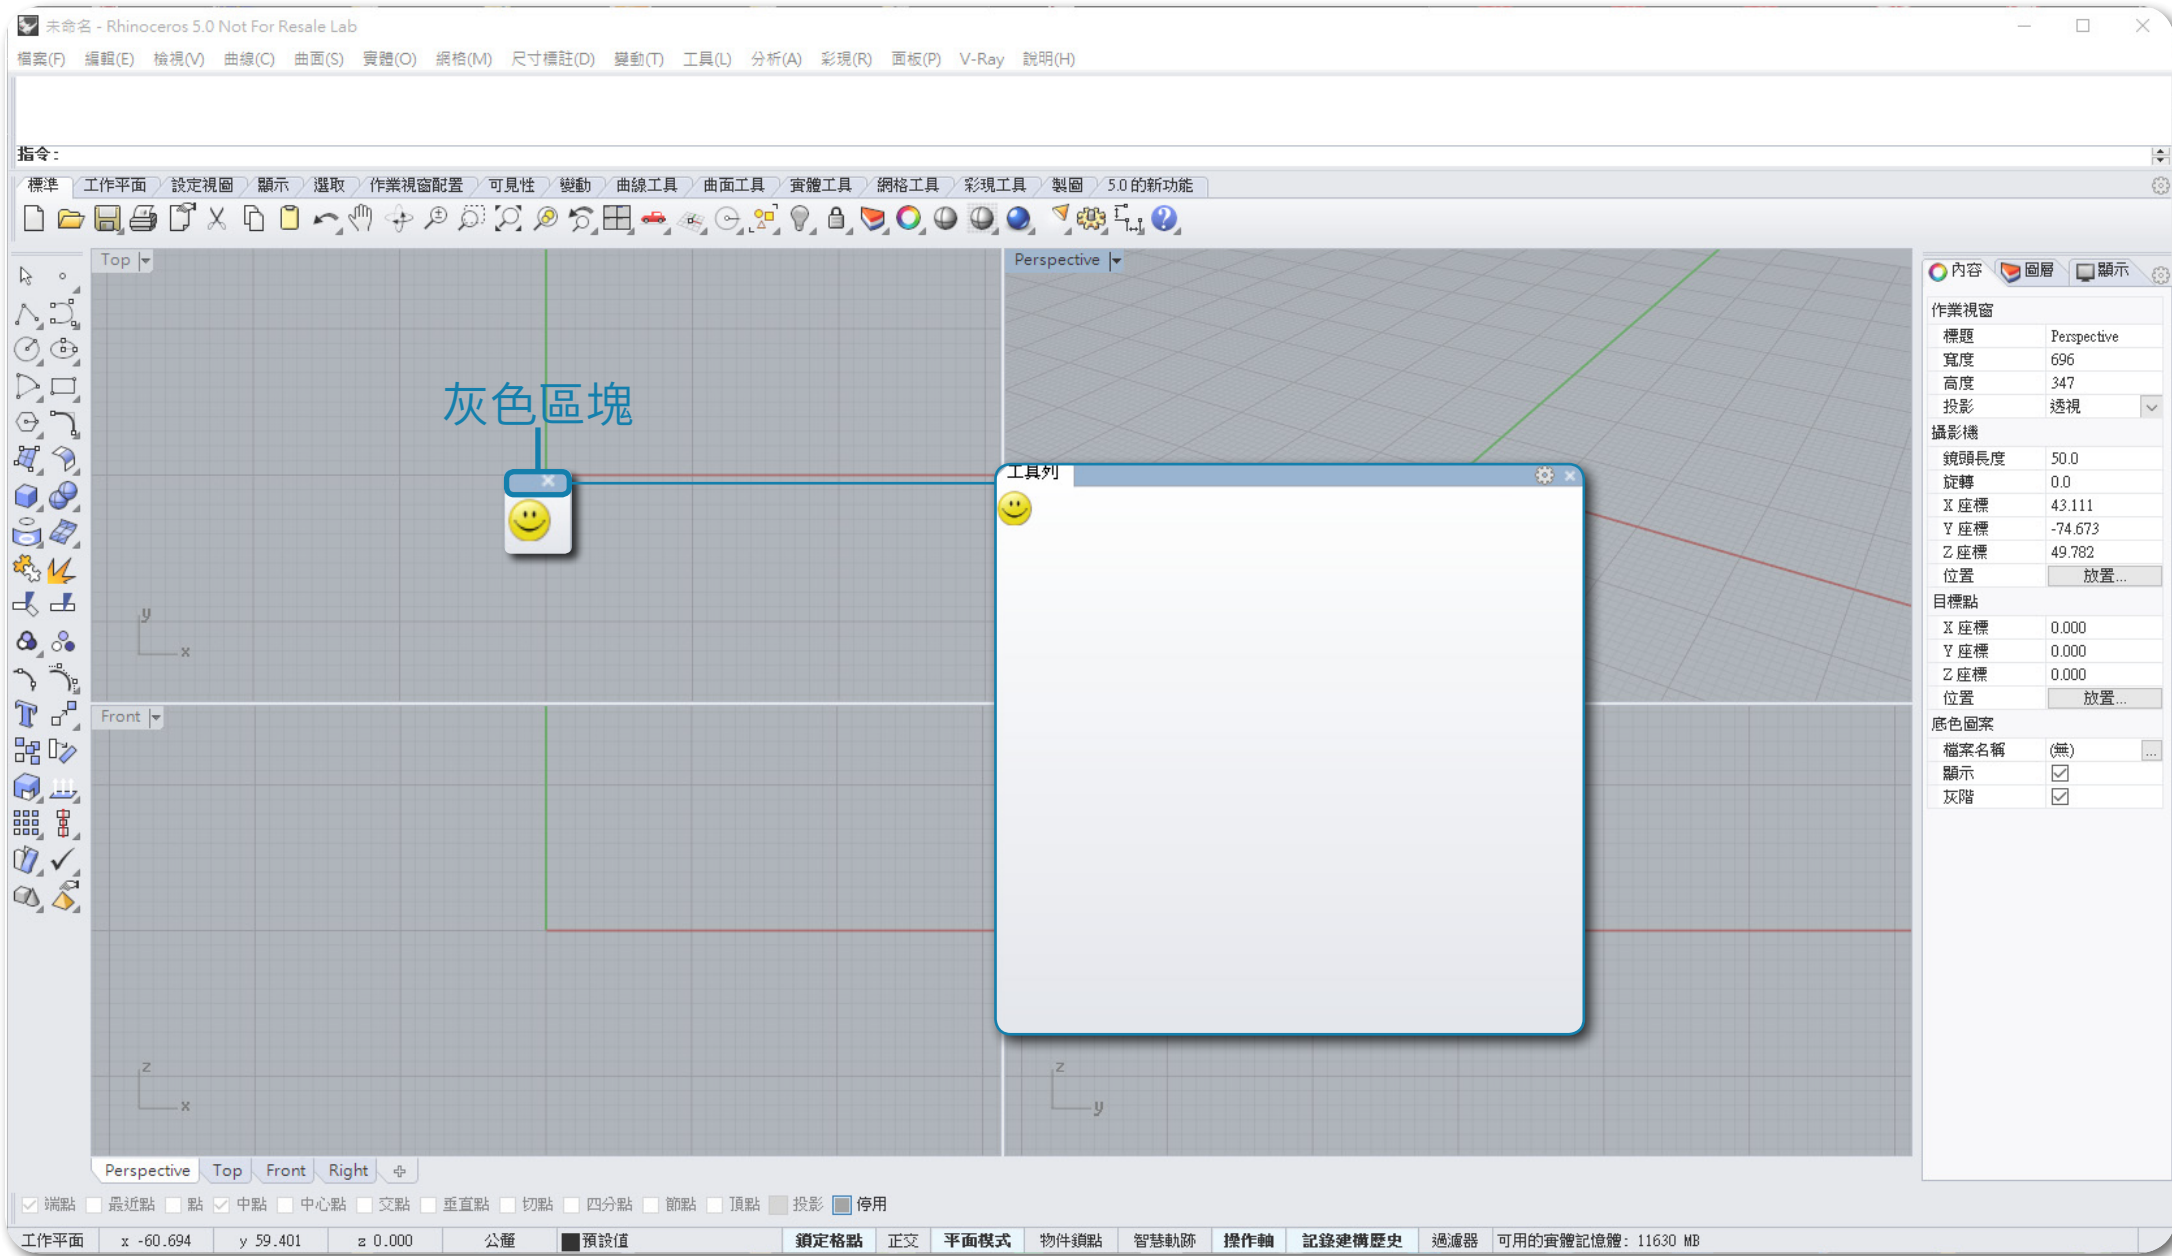 未命名 - Rhinoceros 5.0 Not For Resale Lab
檔案(F) 編輯(E) 檢視(V) 曲線(C) 曲面(S) 實體(O) 網格(M) 尺寸標註(D) 變動(T) 工具(L) 分析(A) 彩現(R) 面板(P) V-Ray 說明(H)
指令:
標準 工作平面 設定視圖 顯示 選取 作業視窗配置 可見性 變動 曲線工具 曲面工具 實體工具 網格工具 彩現工具 製圖 5.0 的新功能
Top
Perspective
內容 圖層 顯示
作業視窗
標題 Perspective
寬度 696
高度 347
投影 透視
攝影機
鏡頭長度 50.0
旋轉 0.0
X 座標 43.111
Y 座標 -74.673
Z 座標 49.782
位置 放置...
目標點
X 座標 0.000
Y 座標 0.000
Z 座標 0.000
位置 放置...
底色圖案
檔案名稱 (無) ...
顯示
灰階
灰色區塊
工具列
y
x
Front
z
x
z
y
Perspective Top Front Right
端點 最近點 點 中點 中心點 交點 垂直點 切點 四分點 節點 頂點 投影 停用
工作平面 x -60.694 y 59.401 z 0.000 公釐 預設值 鎖定格點 正交 平面模式 物件鎖點 智慧軌跡 操作軸 記錄建構歷史 過濾器 可用的實體記憶體: 11630 MB